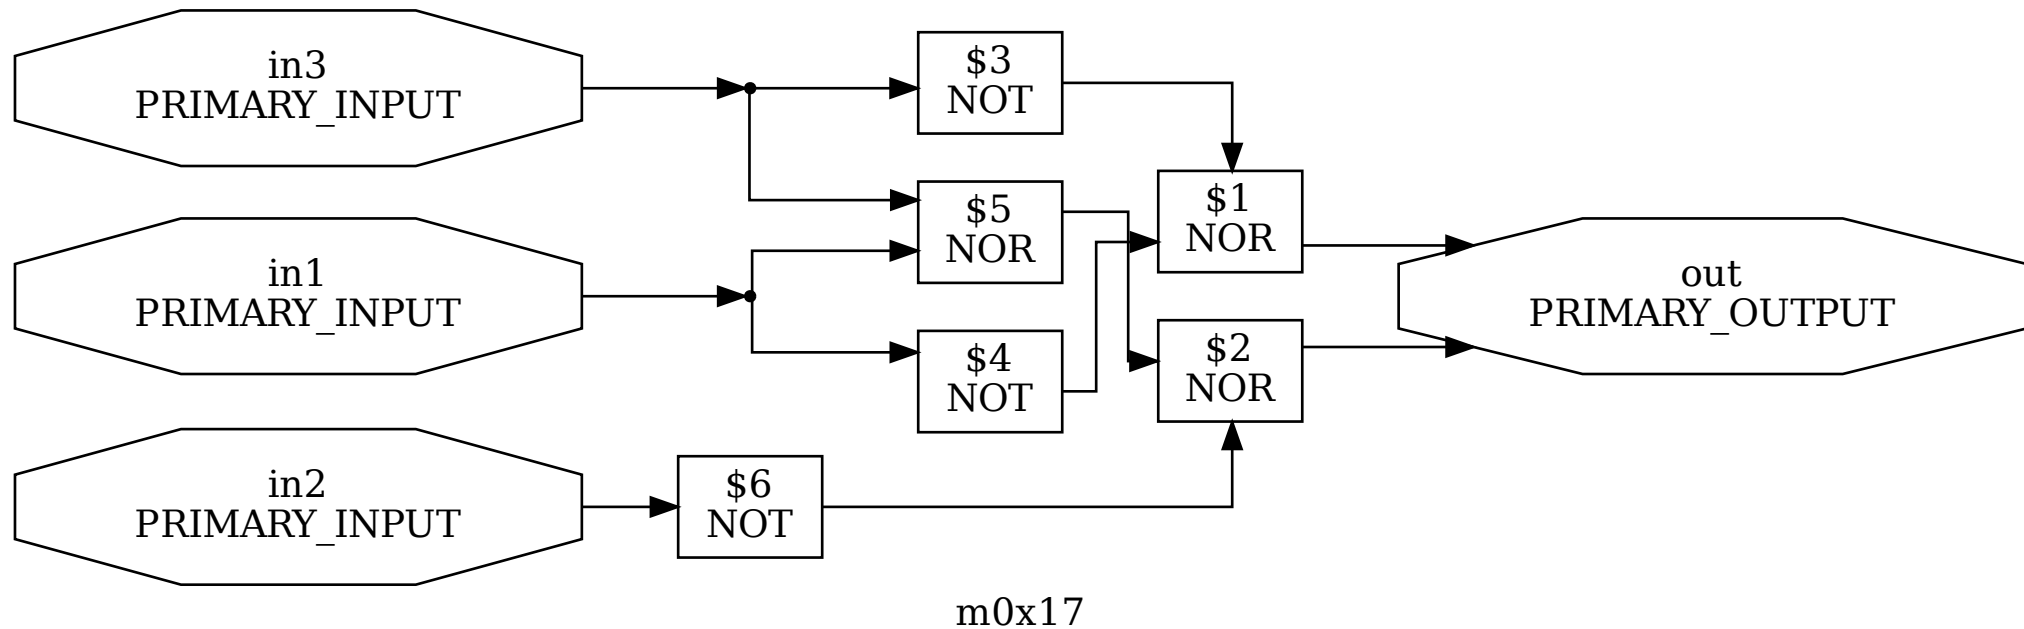 in3
PRIMARY_INPUT
$3
NOT
$5
NOR
$1
NOR
in1
PRIMARY_INPUT
out
PRIMARY_OUTPUT
$4
NOT
$2
NOR
in2
PRIMARY_INPUT
$6
NOT
m0x17